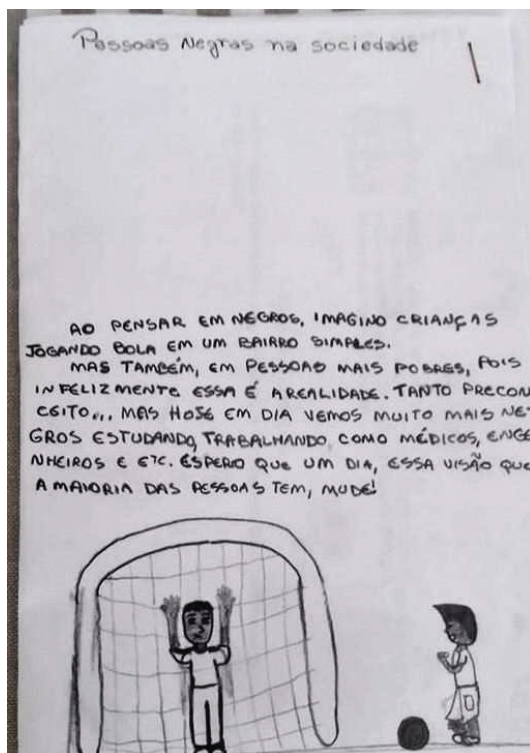 Pessoas Negras na sociedade
AO PENSAR EM NEGROS, IMAGINO CRIANÇAS
JOGANDO BOLA EM UM BAIRRO SIMPLES.
MAS TAMBÉM, EM PESSOAS MAIS POBRES, POIS
INFELIZMENTE ESSA É A REALIDADE. TANTO PRECON
CEITO... MAS HOJE EM DIA VEMOS MUITO MAIS NE-
GROS ESTUDANDO, TRABALHANDO COMO MÉDICOS, ENGE
NHEIROS E ETC. ESPERO QUE UM DIA, ESSA VISÃO QUE
A MAIORIA DAS PESSOAS TEM, MUDE!